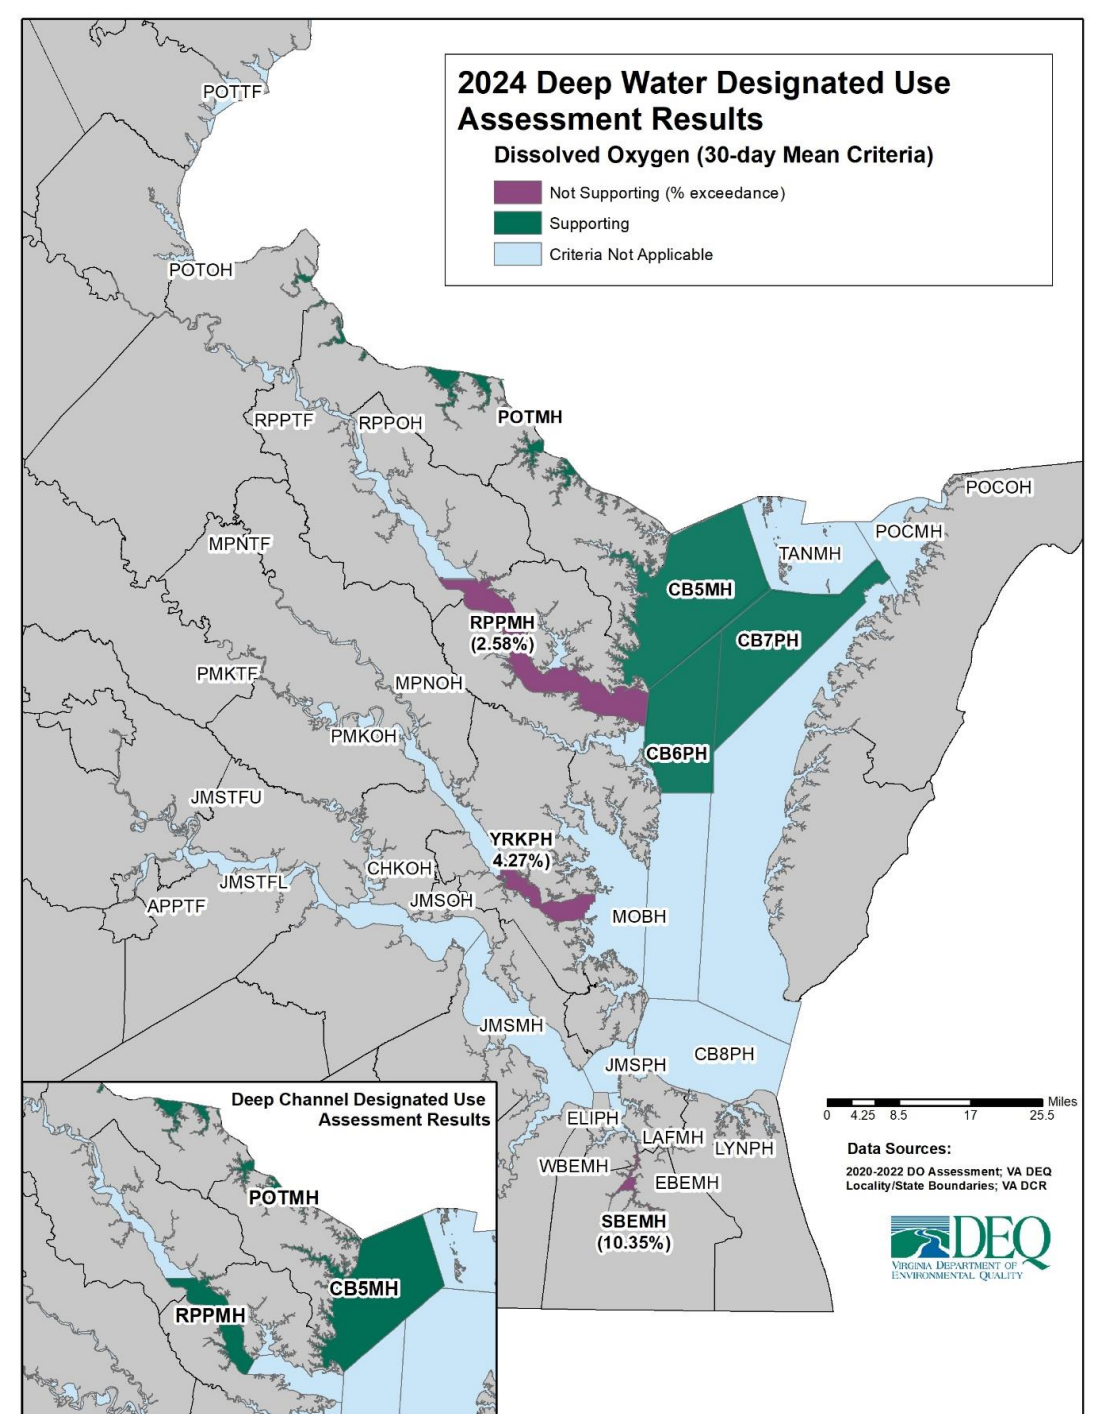 2024 Deep Water Designated Use
Assessment Results
Dissolved Oxygen (30-day Mean Criteria)
Not Supporting (% exceedance)
Supporting
Criteria Not Applicable
POTTF
POTOH
RPPTF
RPPOH
POTMH
POCOH
POCMH
TANMH
MPNTF
CB5MH
RPPMH
(2.58%)
CB7PH
PMKTF
MPNOH
PMKOH
CB6PH
JMSTFU
YRKPH
4.27%)
CHKOH
JMSTFL
JMSOH
APPTF
MOBH
JMSMH
CB8PH
JMSPH
ELIPH
LAFMH
LYNPH
WBEMH
EBEMH
SBEMH
(10.35%)
Miles
0 4.25 8.5 17 25.5
Data Sources:
2020-2022 DO Assessment; VA DEQ
Locality/State Boundaries; VA DCR
DEQ
VIRGINIA DEPARTMENT OF
ENVIRONMENTAL QUALITY
Deep Channel Designated Use
Assessment Results
POTMH
CB5MH
RPPMH